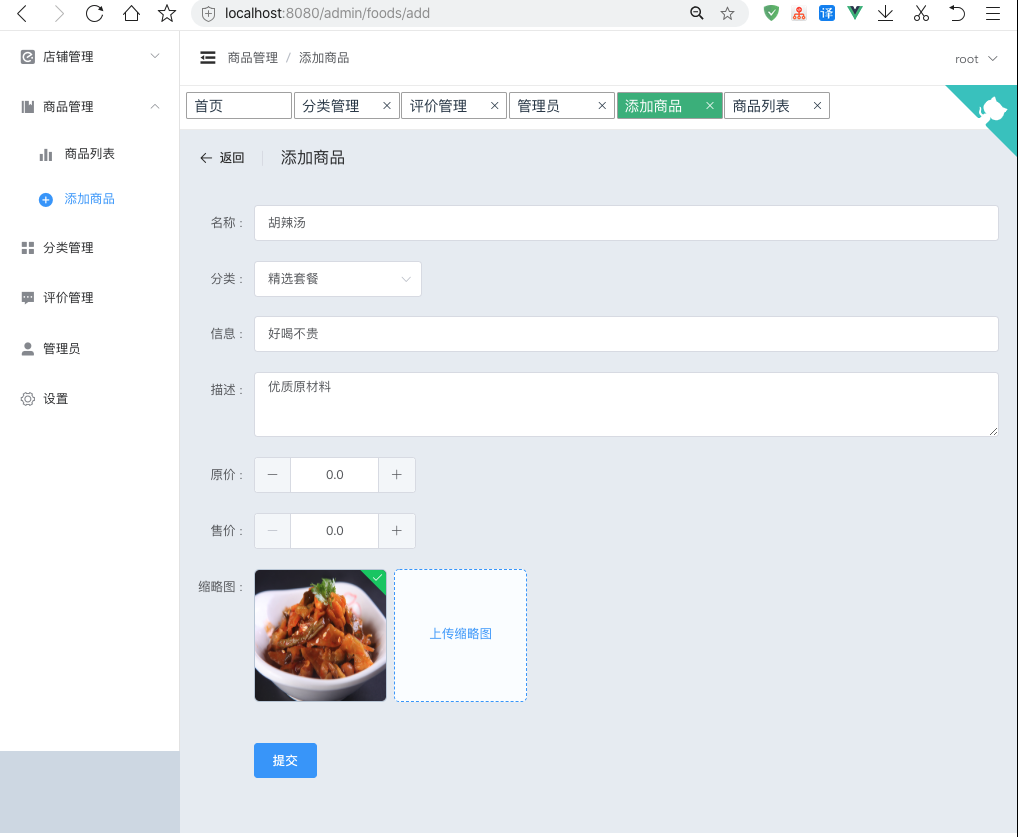 localhost:8080/admin/foods/add
译
店铺管理
商品管理
商品列表
添加商品
分类管理
评价管理
管理员
设置
商品管理 / 添加商品
root
首页 分类管理 × 评价管理 × 管理员 × 添加商品 × 商品列表 ×
返回 添加商品
名称： 胡辣汤
分类： 精选套餐
信息： 好喝不贵
描述： 优质原材料
原价： — 0.0 +
售价： — 0.0 +
缩略图： 上传缩略图
提交